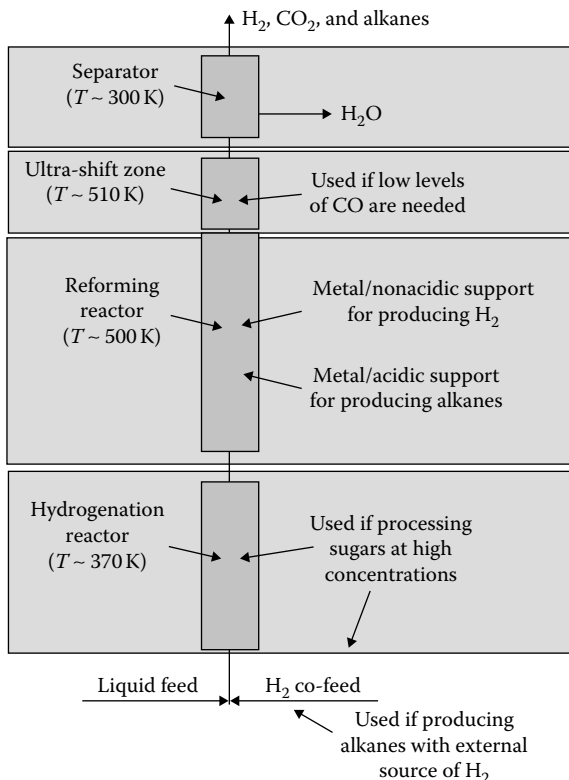 H₂, CO₂, and alkanes
Separator
(T ~ 300 K)
H₂O
Ultra-shift zone
(T ~ 510 K)
Used if low levels
of CO are needed
Reforming
reactor
(T ~ 500 K)
Metal/nonacidic support
for producing H₂
Metal/acidic support
for producing alkanes
Hydrogenation
reactor
(T ~ 370 K)
Used if processing
sugars at high
concentrations
Liquid feed
H₂ co-feed
Used if producing
alkanes with external
source of H₂